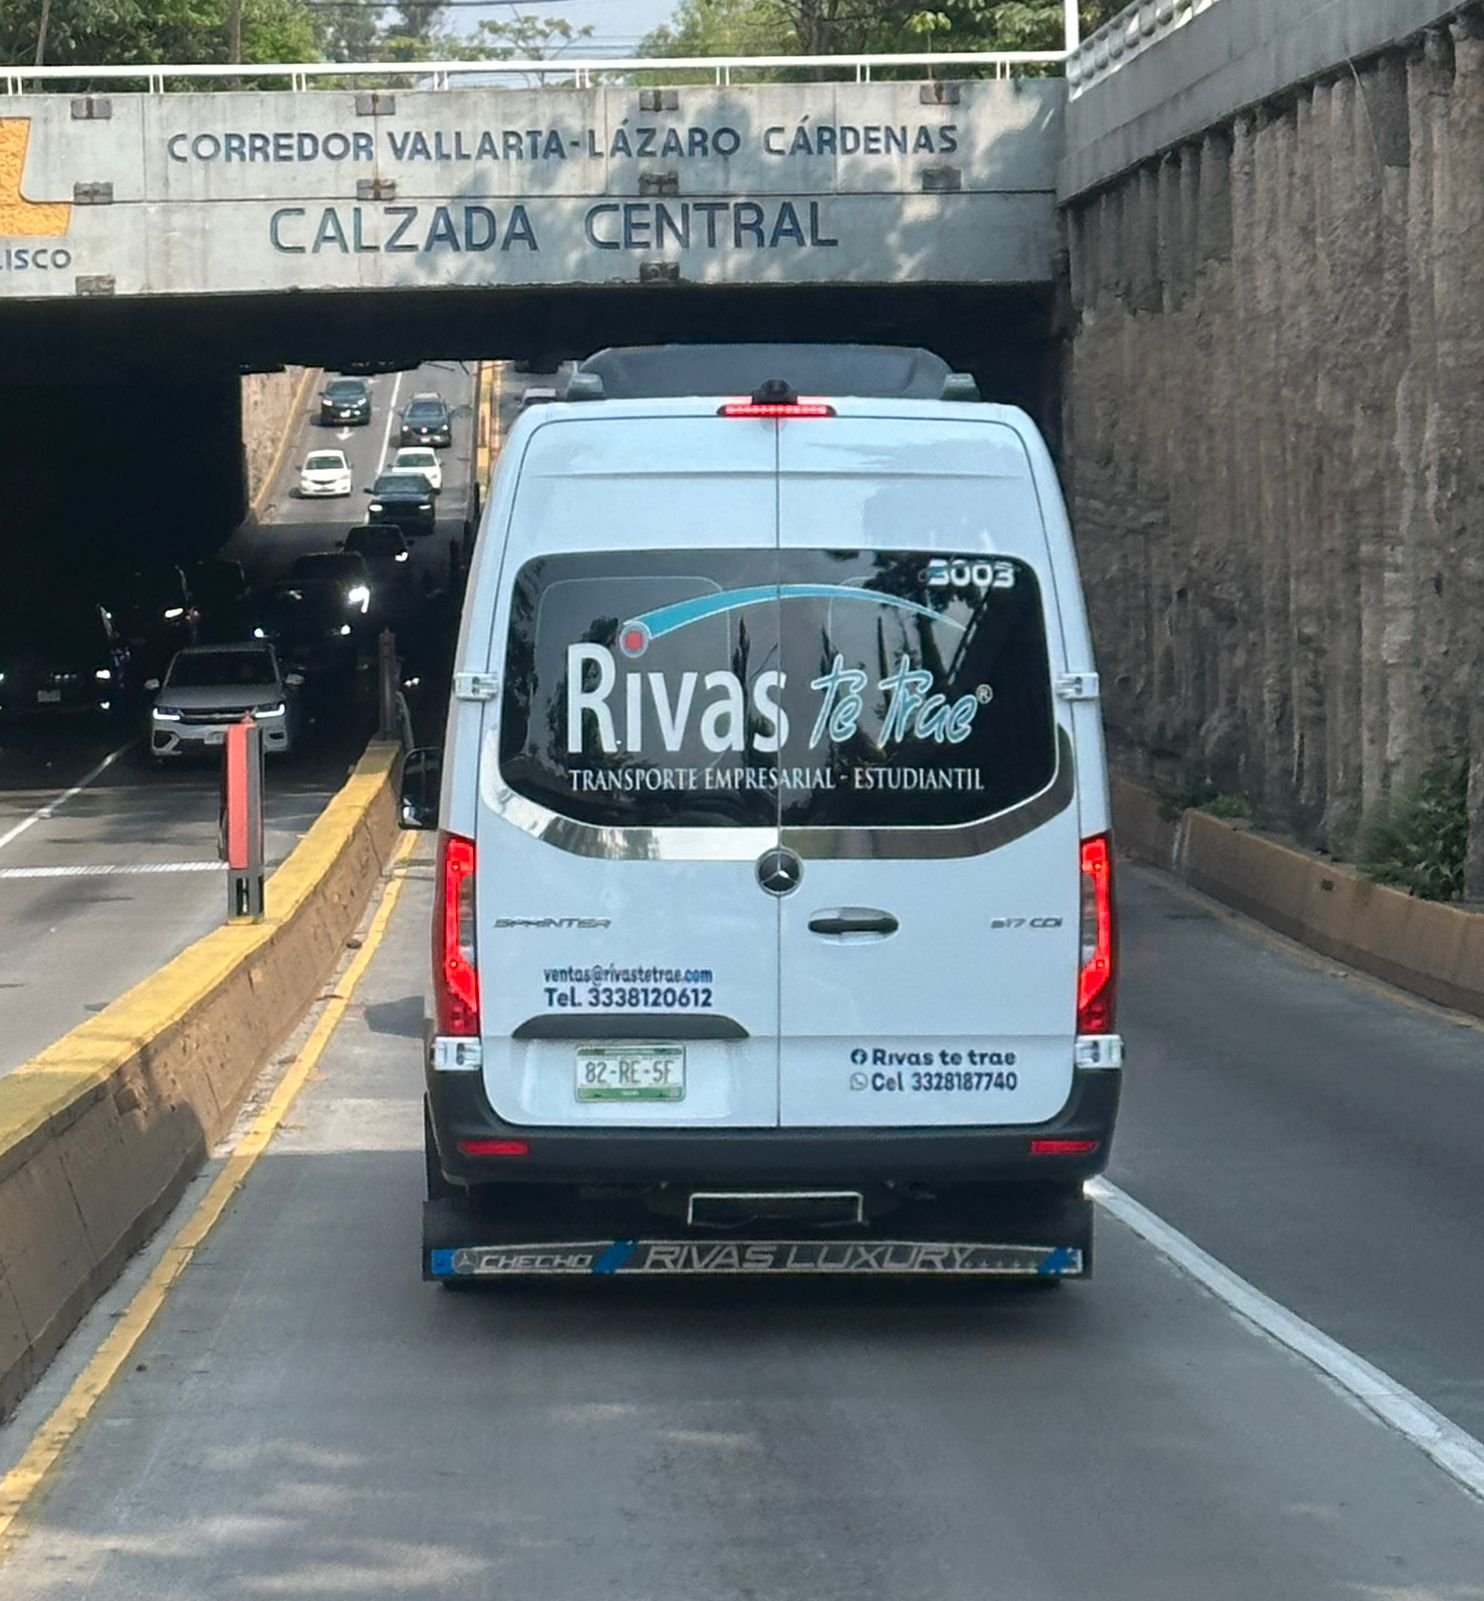 CORREDOR VALLARTA-LÁZARO CÁRDENAS
CALZADA CENTRAL
LISCO
3003
Rivas te trae®
TRANSPORTE EMPRESARIAL - ESTUDIANTIL
SPRINTER
517 CDI
ventas@rivastetrae.com
Tel. 3338120612
82-RE-5F
Rivas te trae
Cel 3328187740
CHECHO RIVAS LUXURY